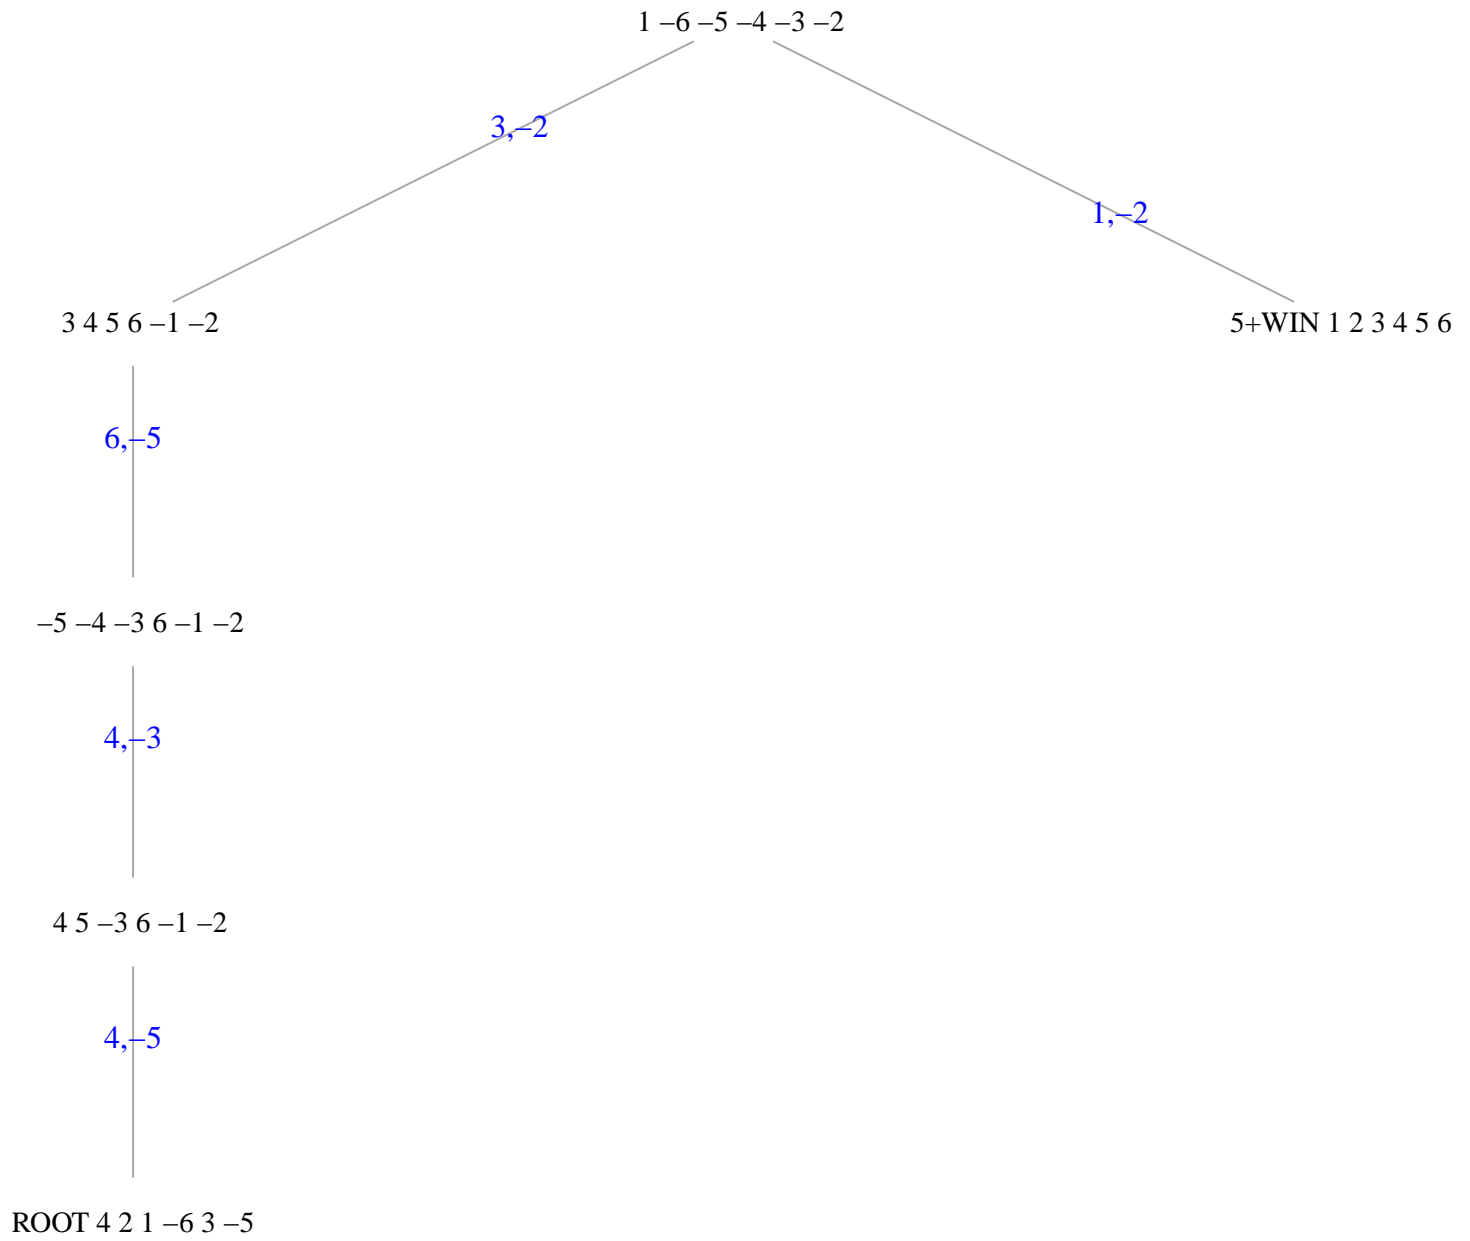 1 –6 –5 –4 –3 –2
3,–2
1,–2
3 4 5 6 –1 –2
5+WIN 1 2 3 4 5 6
6,–5
–5 –4 –3 6 –1 –2
4,–3
4 5 –3 6 –1 –2
4,–5
ROOT 4 2 1 –6 3 –5